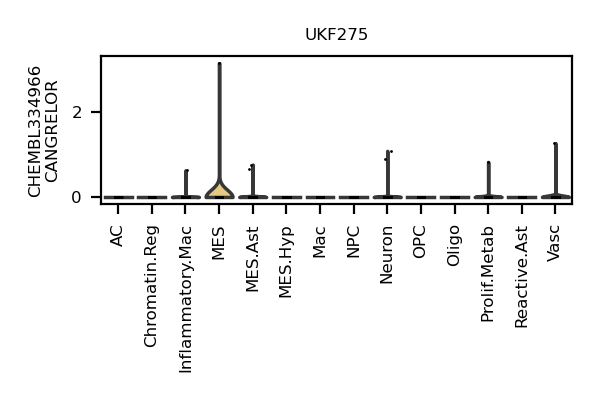 UKF275
CHEMBL334966
CANGRELOR
2
0
AC
Chromatin.Reg
Inflammatory.Mac
MES
MES.Ast
MES.Hyp
Mac
NPC
Neuron
OPC
Oligo
Prolif.Metab
Reactive.Ast
Vasc